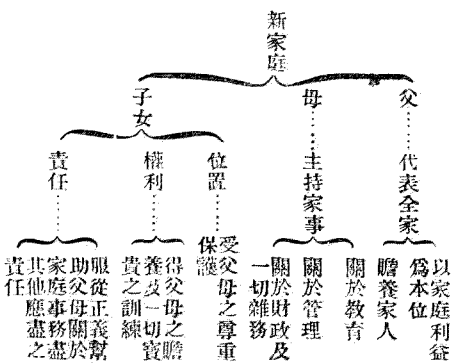 新家庭
父……代表全家
以家庭利益
爲本位
贍養家人
母……主持家事
關於教育
關於管理
關於財政及
一切雜務
子女
位置……
受父母之尊重
保護
權利……
得父母之贍
養及一切寶
貴之訓練
責任……
服從正義幫
助父母關於
家庭事務盡
其他應盡之
責任